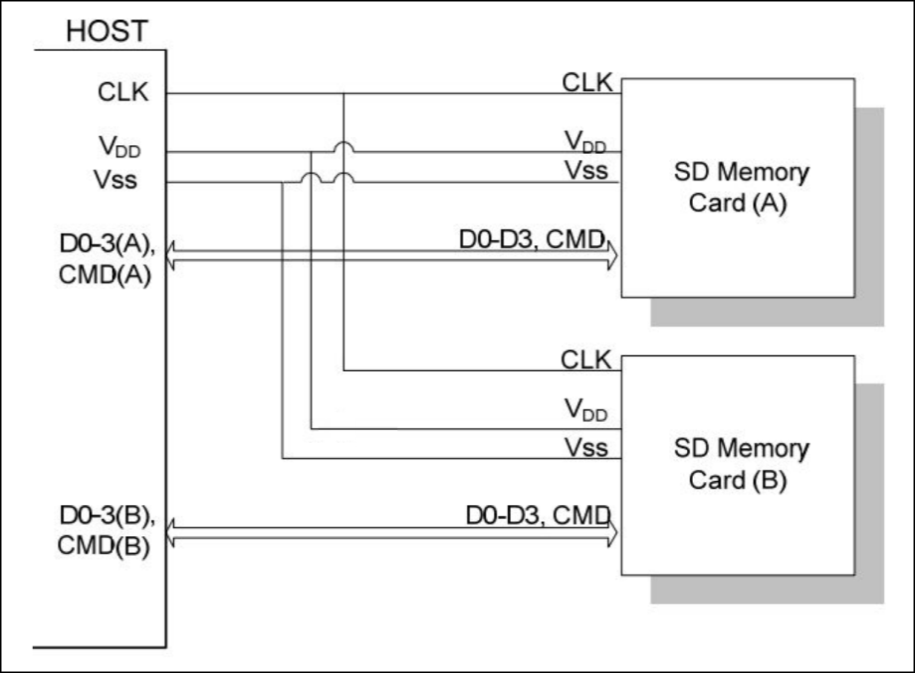 HOST
CLK
VDD
Vss
D0-3(A),
CMD(A)
D0-3(B),
CMD(B)
CLK
VDD
Vss
D0-D3, CMD
SD Memory
Card (A)
CLK
VDD
Vss
D0-D3, CMD
SD Memory
Card (B)